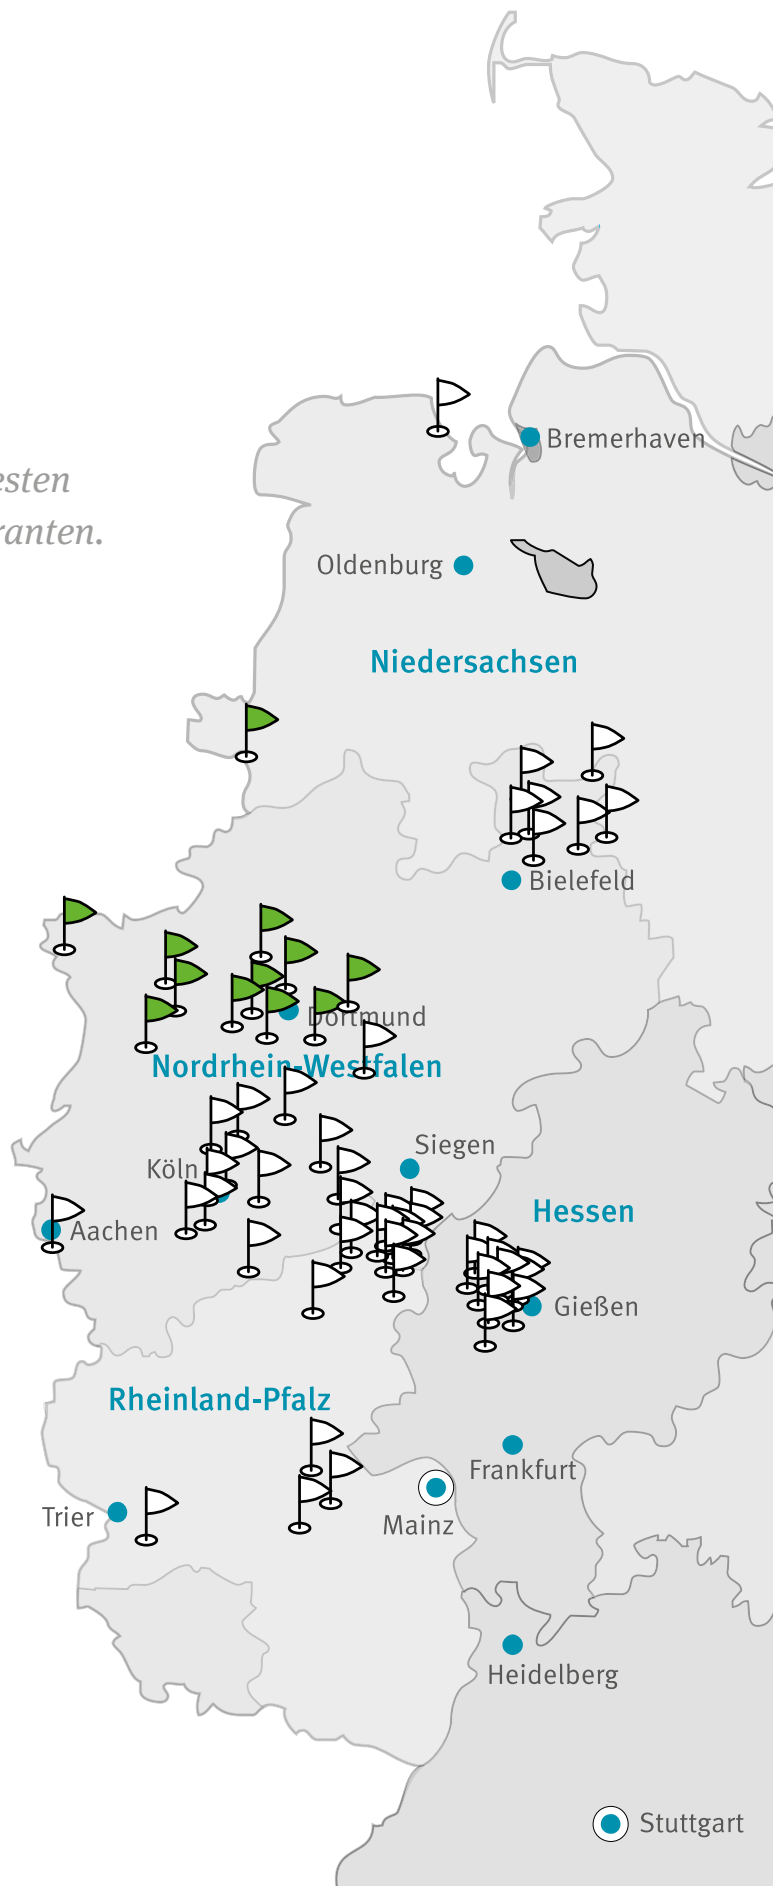 Bremerhaven
esten
ranten.
Oldenburg
Niedersachsen
Bielefeld
Dortmund
Nordrhein-Westfalen
Siegen
Köln
Hessen
Aachen
Gießen
Rheinland-Pfalz
Frankfurt
Trier
Mainz
Heidelberg
Stuttgart